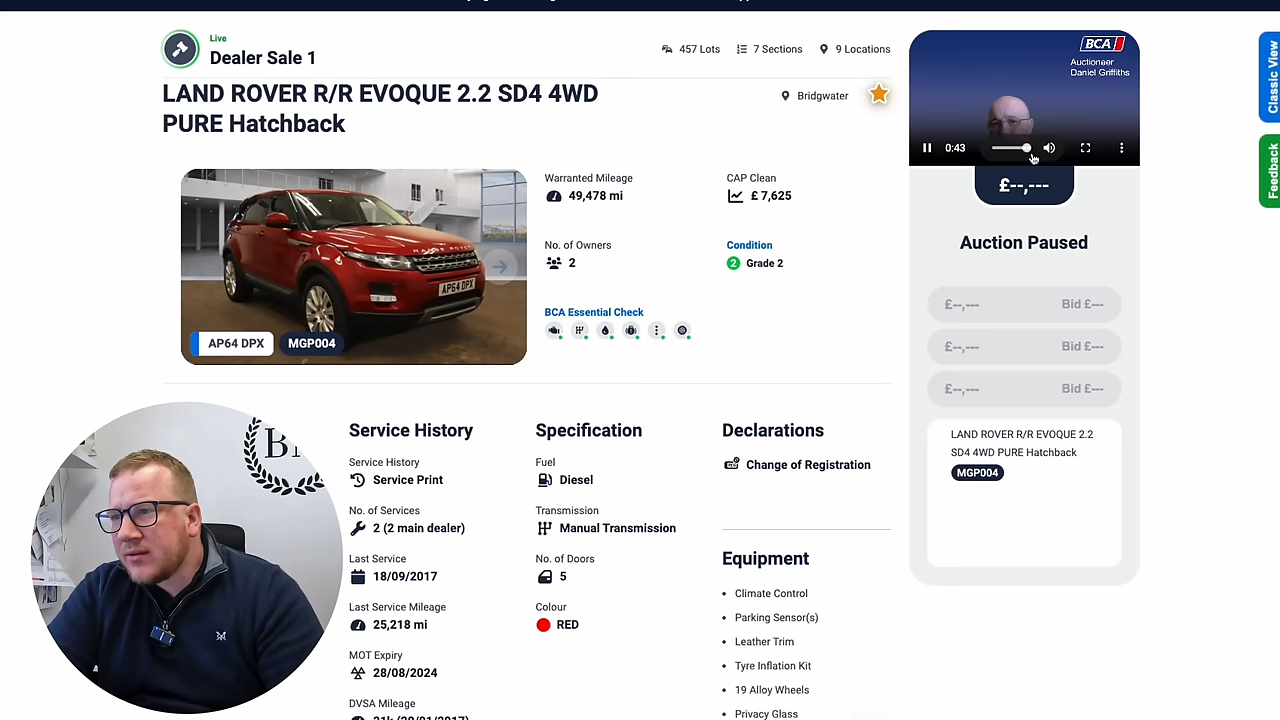 Live
Dealer Sale 1
457 Lots
7 Sections
9 Locations
LAND ROVER R/R EVOQUE 2.2 SD4 4WD
PURE Hatchback
Bridgwater
RANGE ROVER
AP64 DPX
AP64 DPX
MGP004
Warranted Mileage
49,478 mi
CAP Clean
£ 7,625
No. of Owners
2
Condition
2 Grade 2
BCA Essential Check
Service History
Service History
Service Print
No. of Services
2 (2 main dealer)
Last Service
18/09/2017
Last Service Mileage
25,218 mi
MOT Expiry
28/08/2024
DVSA Mileage
Specification
Fuel
Diesel
Transmission
Manual Transmission
No. of Doors
5
Colour
RED
Declarations
Change of Registration
Equipment
• Climate Control
• Parking Sensor(s)
• Leather Trim
• Tyre Inflation Kit
• 19 Alloy Wheels
• Privacy Glass
BCA
Auctioneer
Daniel Griffiths
0:43
£--,---
Auction Paused
£--,--- Bid £---
£--,--- Bid £---
£--,--- Bid £---
LAND ROVER R/R EVOQUE 2.2
SD4 4WD PURE Hatchback
MGP004
Classic View
Feedback